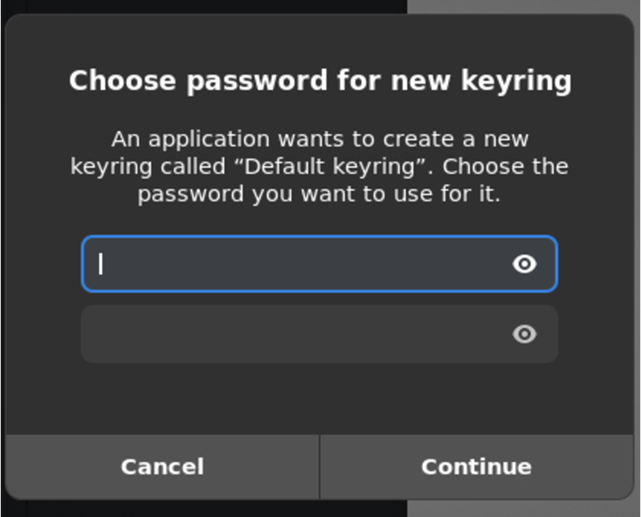 Choose password for new keyring
An application wants to create a new
keyring called “Default keyring”. Choose the
password you want to use for it.
Cancel
Continue